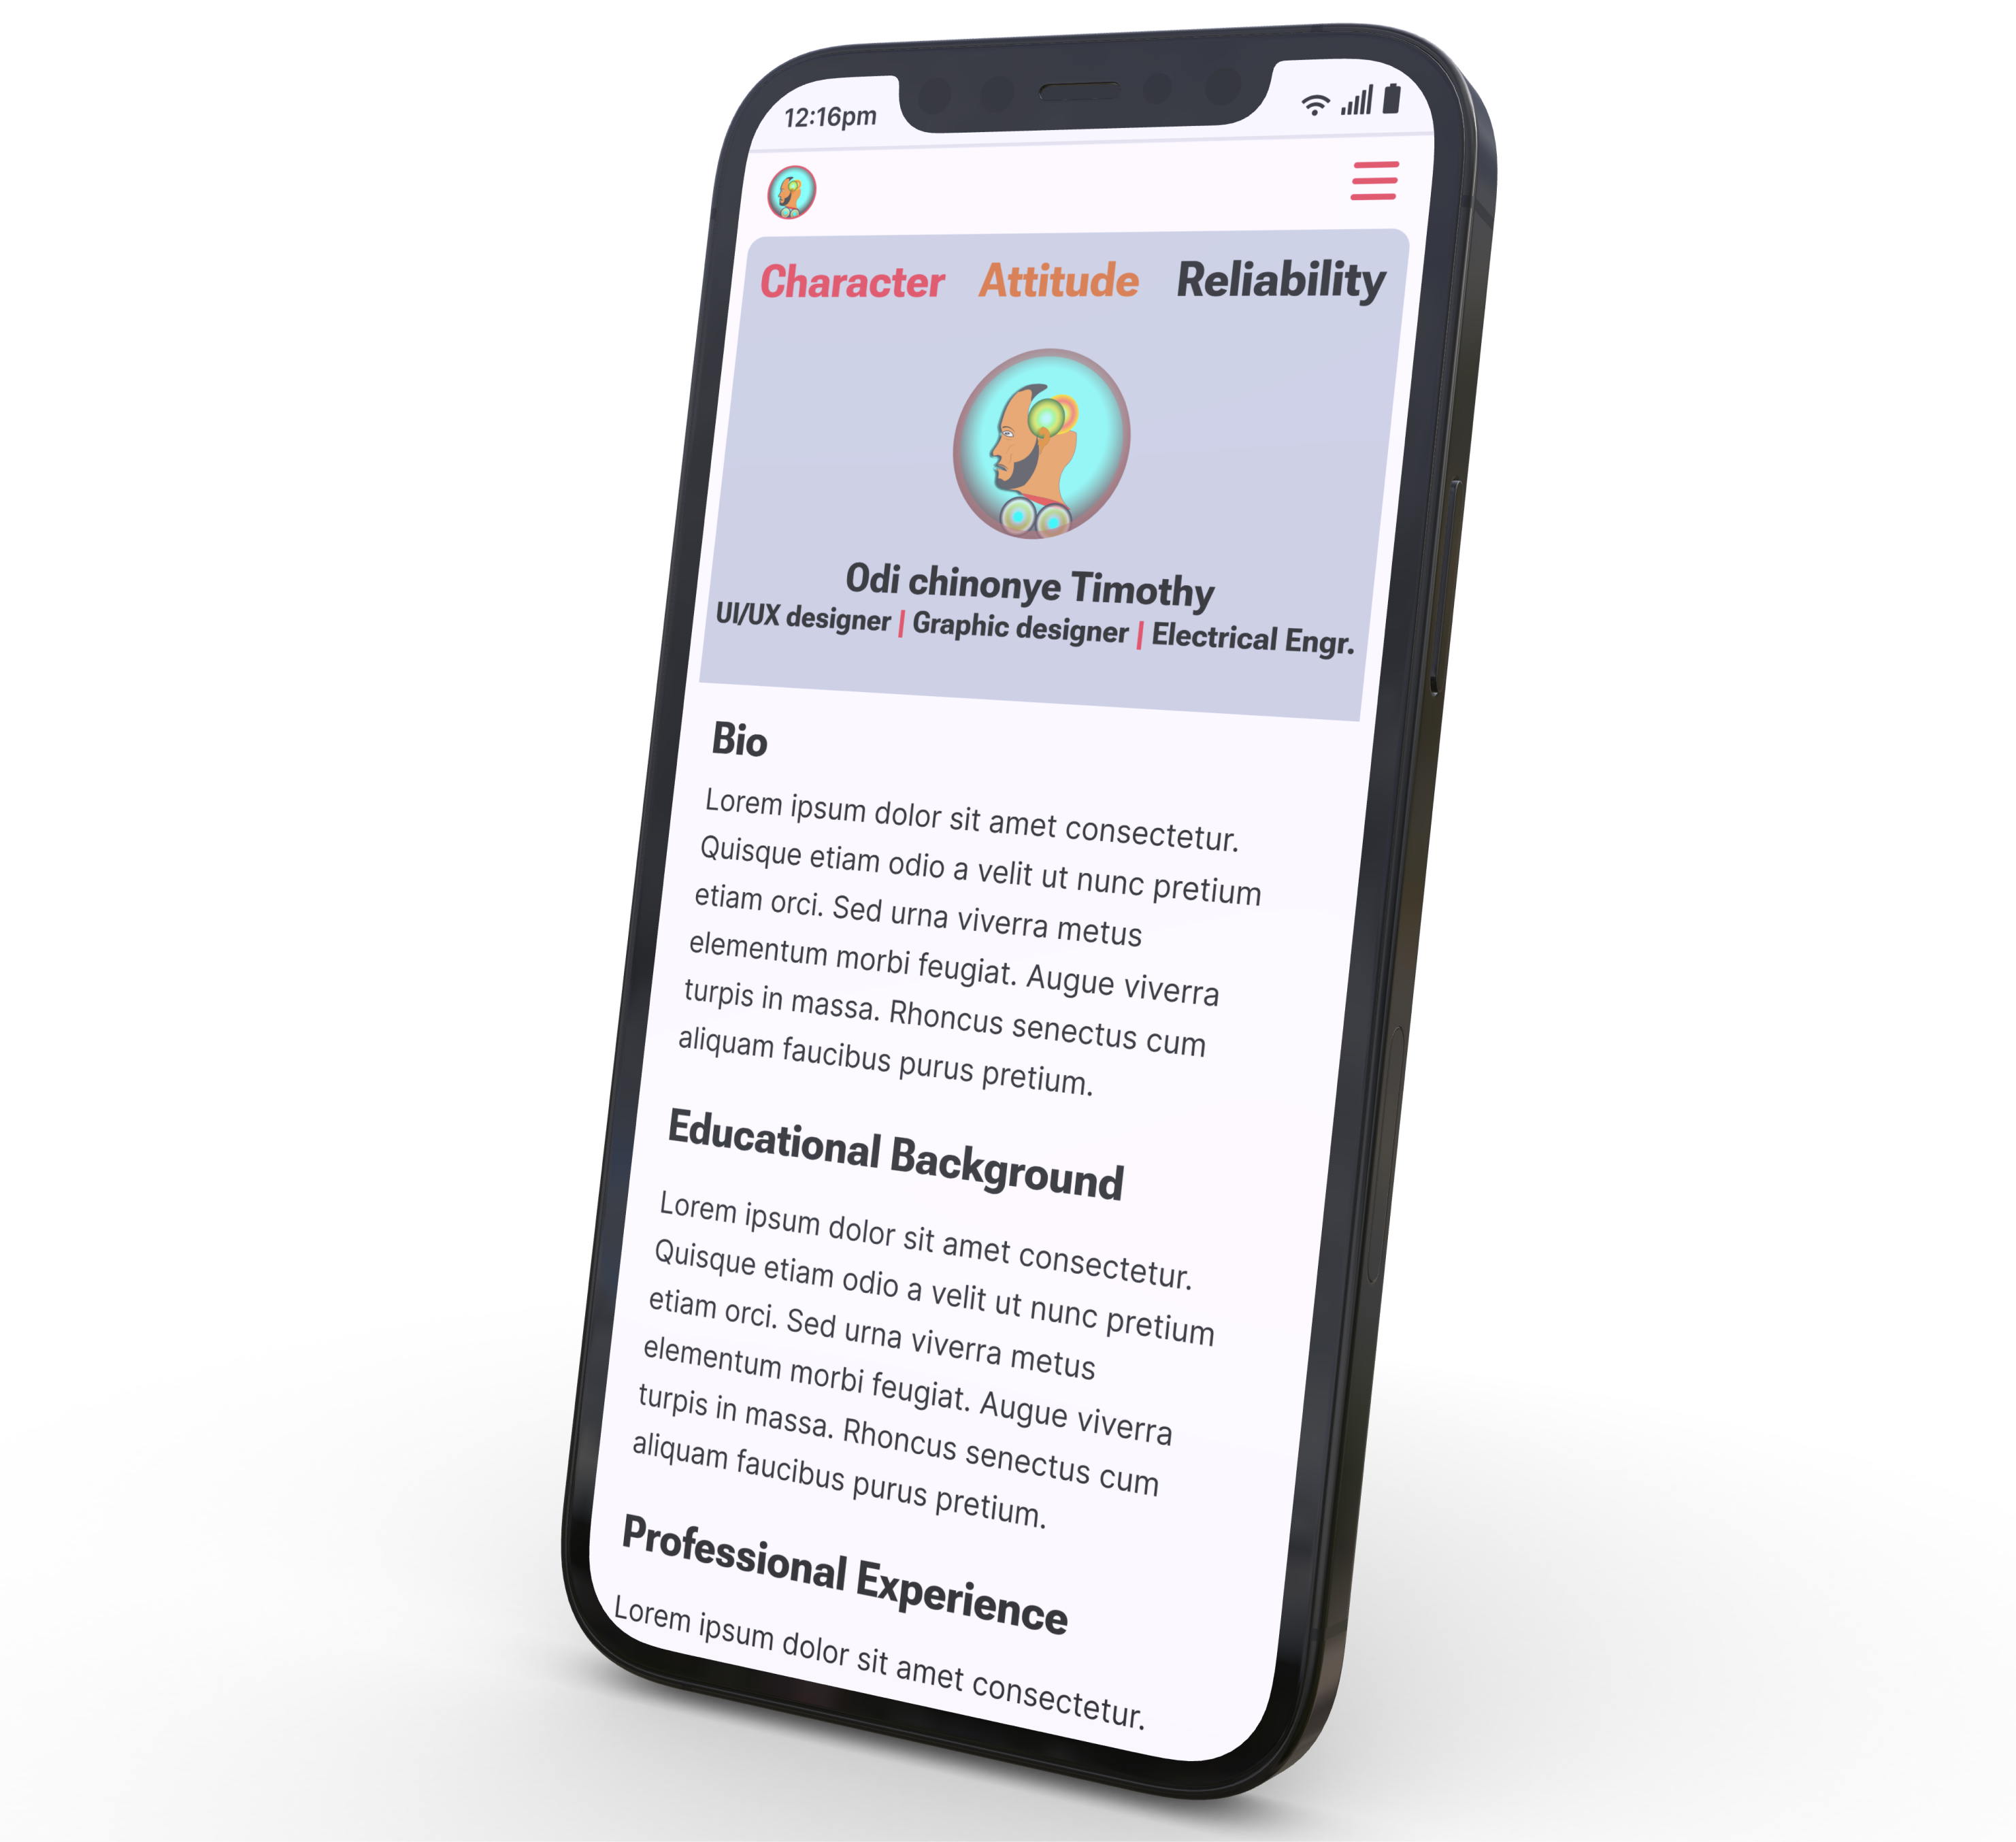 12:16pm
Character Attitude Reliability
Odi chinonye Timothy
UI/UX designer | Graphic designer | Electrical Engr.
Bio
Lorem ipsum dolor sit amet consectetur.
Quisque etiam odio a velit ut nunc pretium
etiam orci. Sed urna viverra metus
elementum morbi feugiat. Augue viverra
turpis in massa. Rhoncus senectus cum
aliquam faucibus purus pretium.
Educational Background
Lorem ipsum dolor sit amet consectetur.
Quisque etiam odio a velit ut nunc pretium
etiam orci. Sed urna viverra metus
elementum morbi feugiat. Augue viverra
turpis in massa. Rhoncus senectus cum
aliquam faucibus purus pretium.
Professional Experience
Lorem ipsum dolor sit amet consectetur.